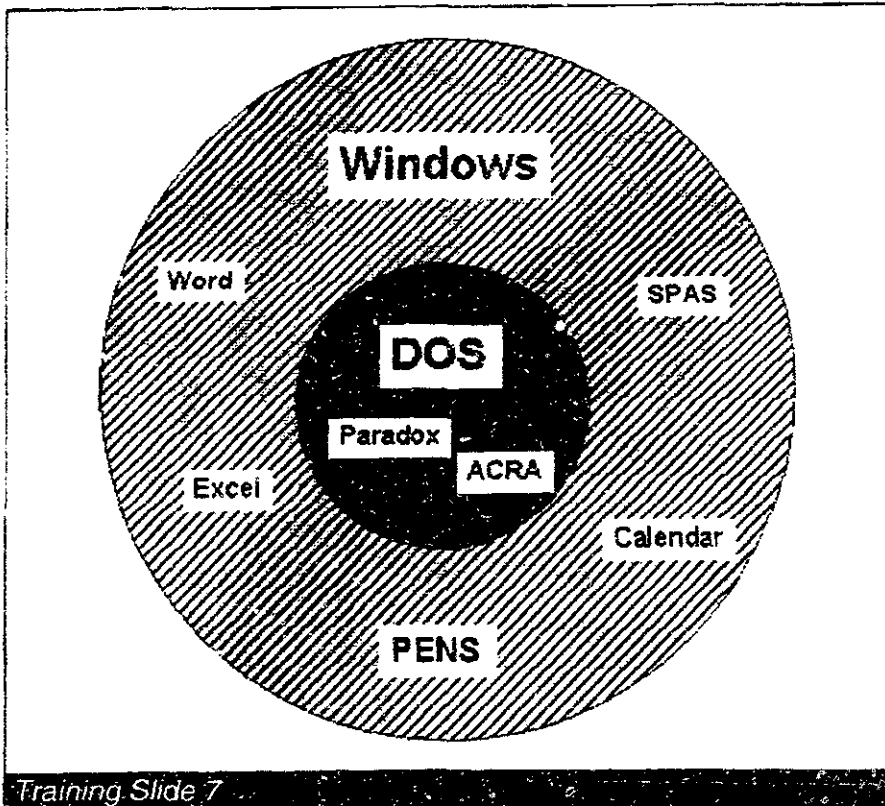 Windows
Word
SPAS
DOS
Paradox
ACRA
Excel
Calendar
PENS
Training Slide 7